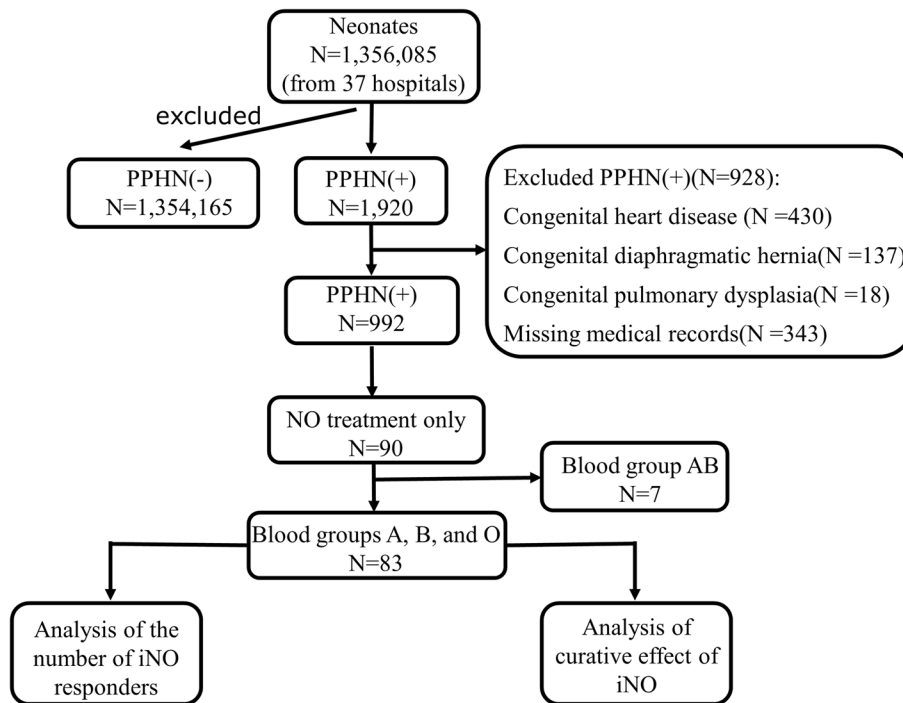 Neonates
N=1,356,085
(from 37 hospitals)
excluded
PPHN(-)
N=1,354,165
PPHN(+)
N=1,920
Excluded PPHN(+)(N=928):
Congenital heart disease (N =430)
Congenital diaphragmatic hernia(N =137)
Congenital pulmonary dysplasia(N =18)
Missing medical records(N =343)
PPHN(+)
N=992
NO treatment only
N=90
Blood group AB
N=7
Blood groups A, B, and O
N=83
Analysis of the
number of iNO
responders
Analysis of
curative effect of
iNO